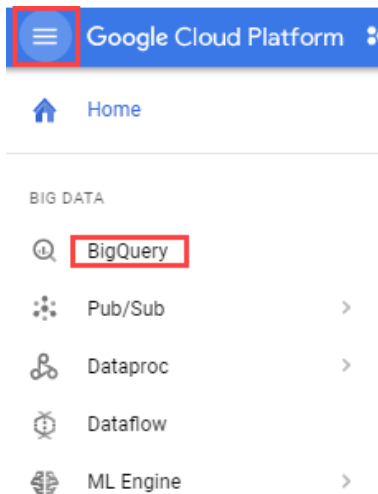 Google Cloud Platform
Home
BIG DATA
BigQuery
Pub/Sub
Dataproc
Dataflow
ML Engine